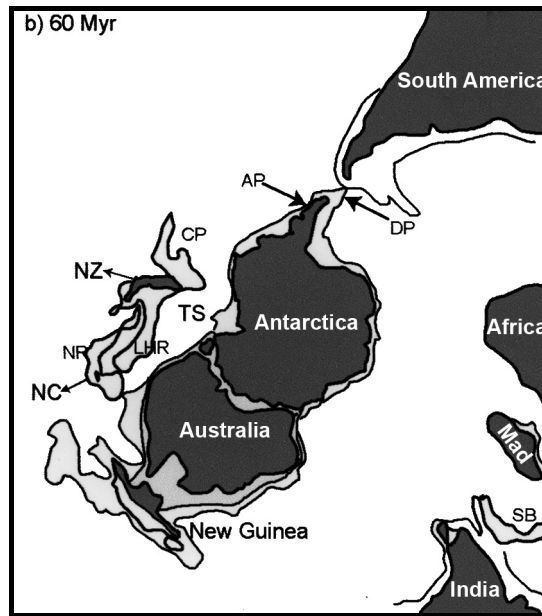 b) 60 Myr
South America
AP
DP
CP
NZ
TS
Antarctica
Africa
NR
LHR
NC
Australia
Mad
New Guinea
SB
India